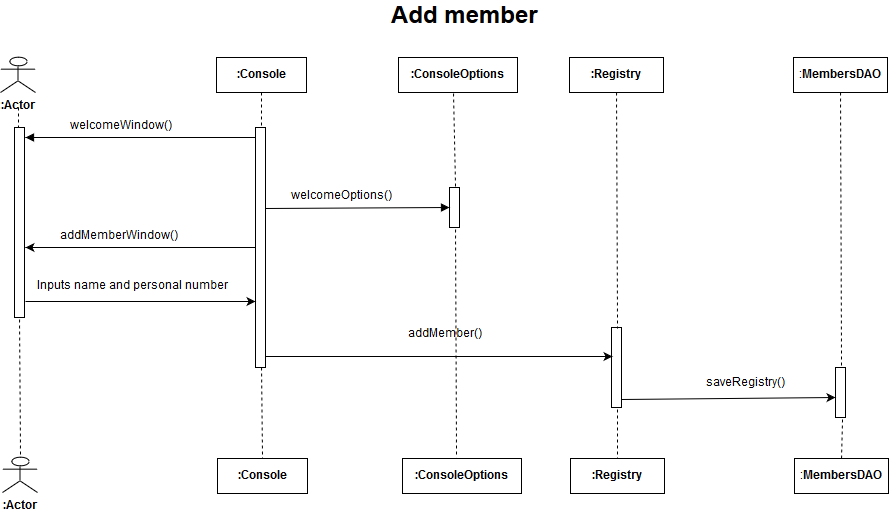 Add member
:Actor
:Console
:ConsoleOptions
:Registry
:MembersDAO
welcomeWindow()
welcomeOptions()
addMemberWindow()
Inputs name and personal number
addMember()
saveRegistry()
:Actor
:Console
:ConsoleOptions
:Registry
:MembersDAO